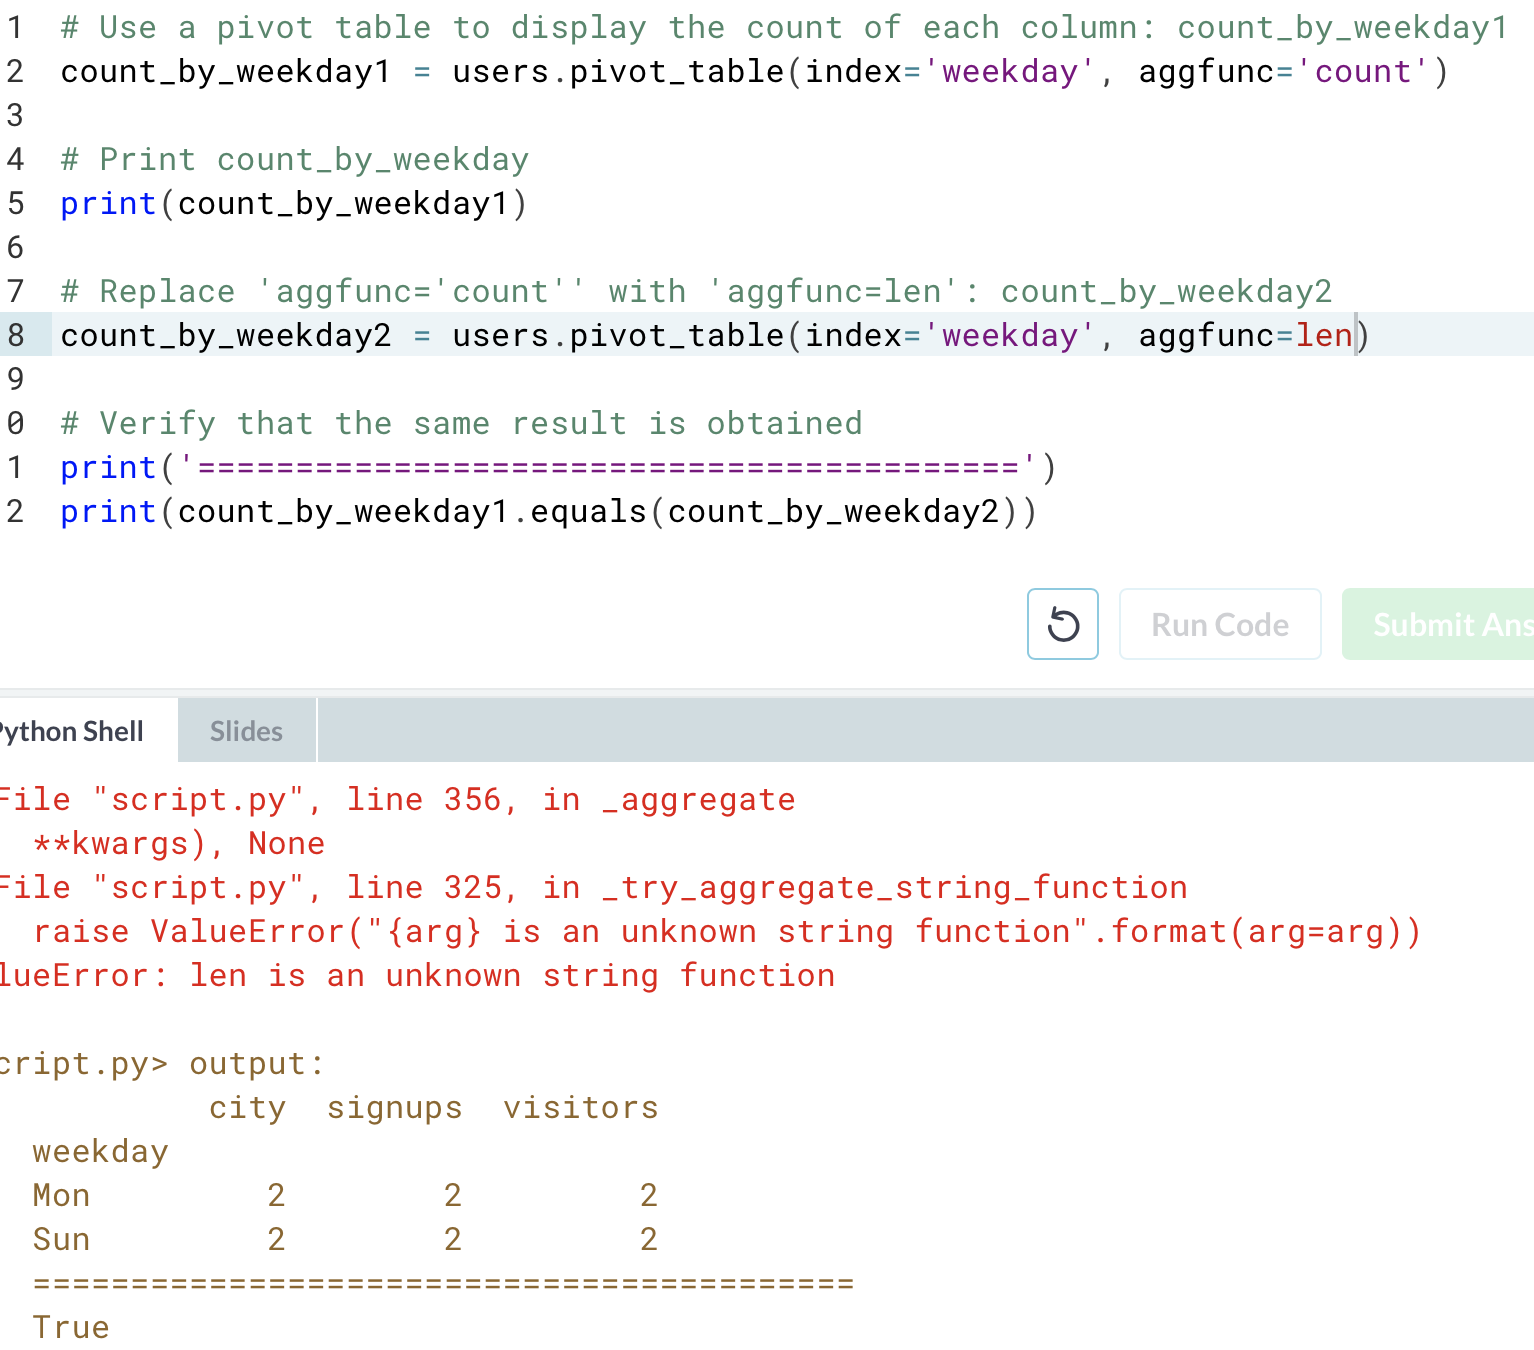 1 # Use a pivot table to display the count of each column: count_by_weekday1
2 count_by_weekday1 = users.pivot_table(index='weekday', aggfunc='count')
3
4 # Print count_by_weekday
5 print(count_by_weekday1)
6
7 # Replace 'aggfunc='count'' with 'aggfunc=len': count_by_weekday2
8 count_by_weekday2 = users.pivot_table(index='weekday', aggfunc=len)
9
0 # Verify that the same result is obtained
1 print('==========================================')
2 print(count_by_weekday1.equals(count_by_weekday2))
Run Code Submit Ans
Python Shell Slides
File "script.py", line 356, in _aggregate
**kwargs), None
File "script.py", line 325, in _try_aggregate_string_function
raise ValueError("{arg} is an unknown string function".format(arg=arg))
lueError: len is an unknown string function
cript.py> output:
city signups visitors
weekday
Mon 2 2 2
Sun 2 2 2
==========================================
True